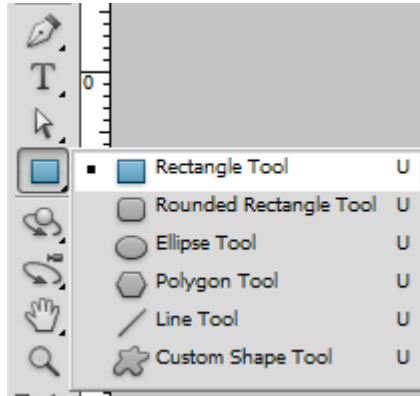 T
0
Rectangle Tool U
Rounded Rectangle Tool U
Ellipse Tool U
Polygon Tool U
Line Tool U
Custom Shape Tool U